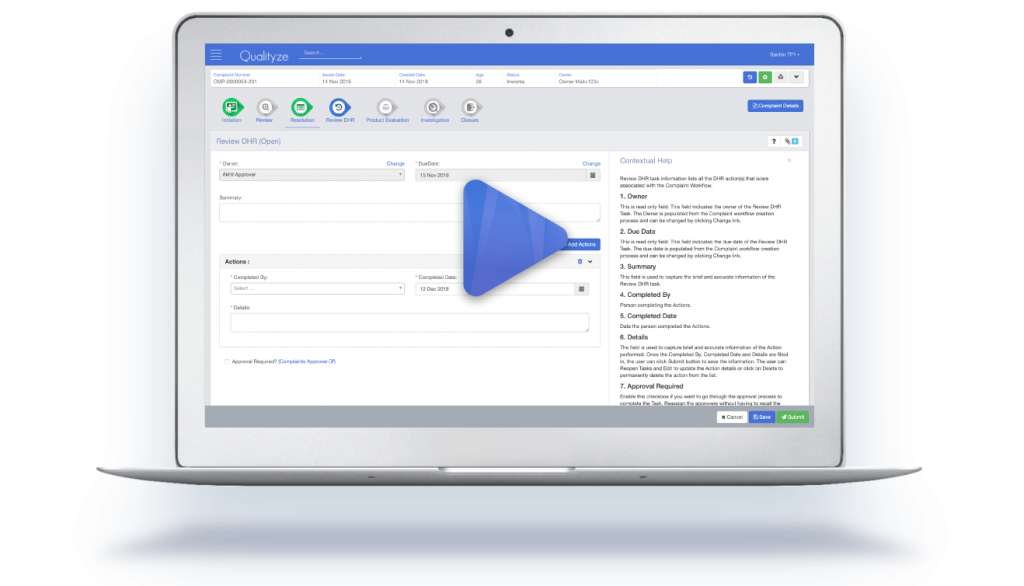 Qualityze
Search...
Complaint Number
Aware Date
Created Date
Age
Status
Owner
14 Nov 2018
14 Nov 2018
Inworks
Initiation
Review
Resolution
Review DHR
Product Evaluation
Investigation
Closure
Complaint Details
Review DHR (Open)
?
* Owner:
Change
* DueDate:
Change
Akhil Approver
15 Nov 2018
Summary:
Add Actions
Actions :
* Completed By:
* Completed Date:
Select ...
12 Dec 2018
* Details:
Approval Required? (Complaints Approver)
Contextual Help
Review DHR task information lists all the DHR action(s) that is/are
associated with the Complaint Workflow.
1. Owner
This is read only field. This field indicates the owner of the Review DHR
Task. The Owner is populated from the Complaint workflow creation
process and can be changed by clicking Change link.
2. Due Date
This is read only field. This field indicates the due date of the Review DHR
Task. The due date is populated from the Complaint workflow creation
process and can be changed by clicking Change link.
3. Summary
This field is used to capture the brief and accurate information of the
Review DHR task.
4. Completed By
Person completing the Actions.
5. Completed Date
Date the person completed the Actions.
6. Details
The field is used to capture brief and accurate information of the Action
performed. Once the Completed By, Completed Date and Details are filled
in, the user can click Submit button to save the information. The user can
Reopen Tasks and Edit to update the Action details or click on Delete to
permanently delete the action from the list.
7. Approval Required
Enable this checkbox if you want to go through the approval process to
complete the Task. Reassign the approvers without having to recall the
Cancel
Save
Submit